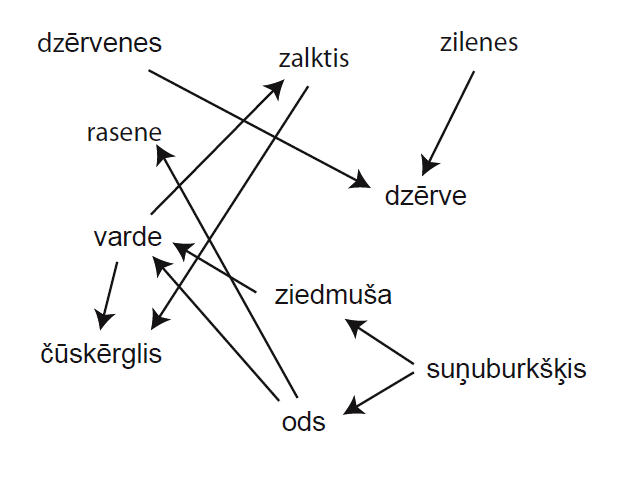 dzērvenes
zalktis
zilenes
rasene
dzērve
varde
ziedmuša
čūskērglis
suņuburkšķis
ods